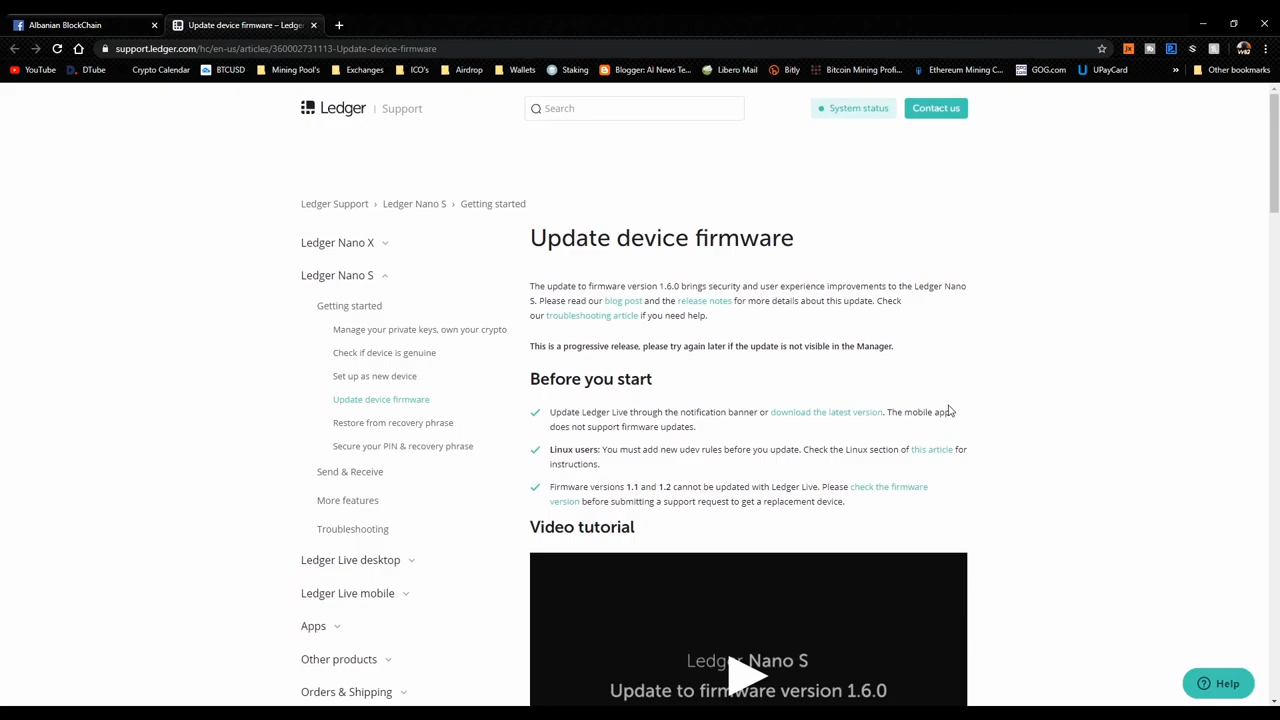 Albanian BlockChain
Update device firmware – Ledge
support.ledger.com/hc/en-us/articles/360002731113-Update-device-firmware
YouTube DTube Crypto Calendar BTCUSD Mining Pool's Exchanges ICO's Airdrop Wallets Staking Blogger: AI News Te... Libero Mail Bitly Bitcoin Mining Profi... Ethereum Mining C... GOG.com UPayCard » Other bookmarks
Ledger | Support
Search
System status
Contact us
Ledger Support › Ledger Nano S › Getting started
Ledger Nano X
Ledger Nano S
Getting started
Manage your private keys, own your crypto
Check if device is genuine
Set up as new device
Update device firmware
Restore from recovery phrase
Secure your PIN & recovery phrase
Send & Receive
More features
Troubleshooting
Ledger Live desktop
Ledger Live mobile
Apps
Other products
Orders & Shipping
Update device firmware
The update to firmware version 1.6.0 brings security and user experience improvements to the Ledger Nano
S. Please read our blog post and the release notes for more details about this update. Check
our troubleshooting article if you need help.
This is a progressive release, please try again later if the update is not visible in the Manager.
Before you start
Update Ledger Live through the notification banner or download the latest version. The mobile app
does not support firmware updates.
Linux users: You must add new udev rules before you update. Check the Linux section of this article for
instructions.
Firmware versions 1.1 and 1.2 cannot be updated with Ledger Live. Please check the firmware
version before submitting a support request to get a replacement device.
Video tutorial
Ledger Nano S
Update to firmware version 1.6.0
Help